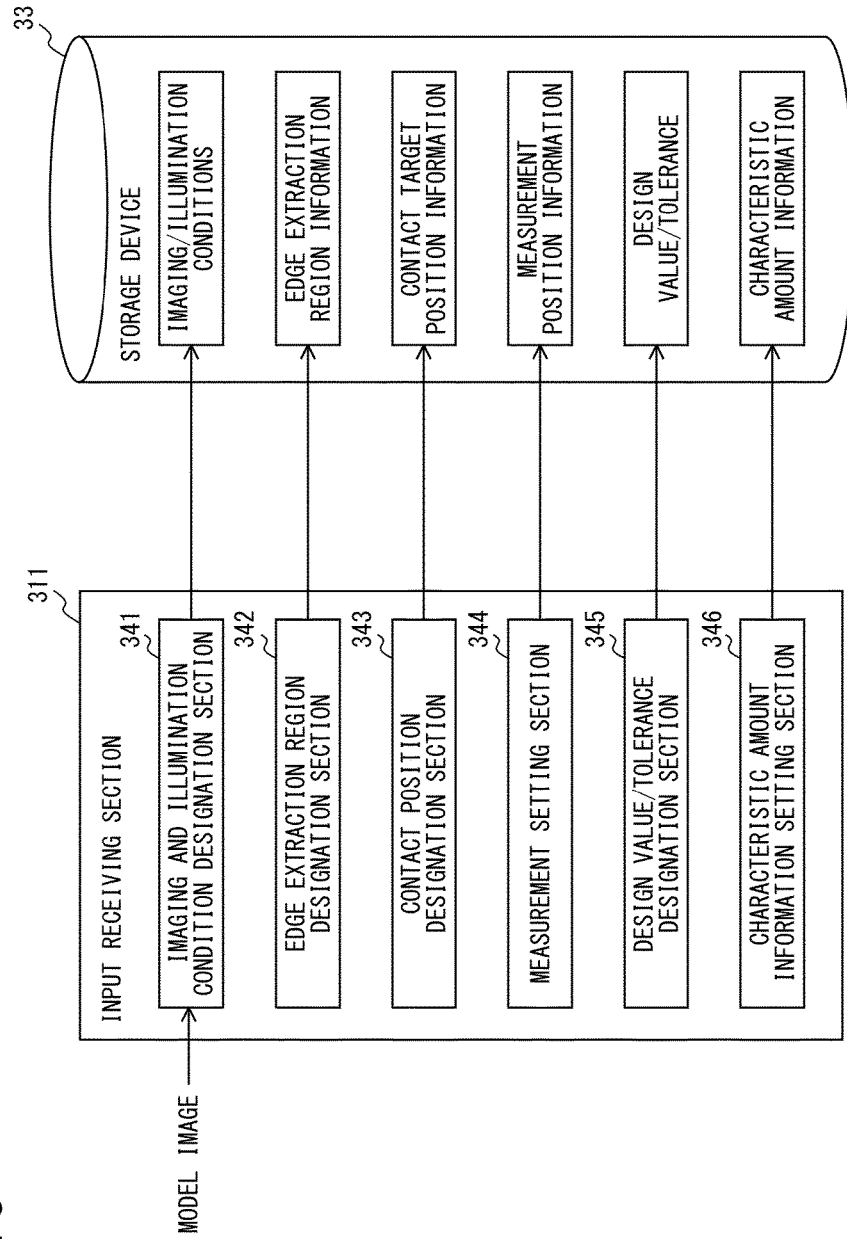 MODEL IMAGE
311
INPUT RECEIVING SECTION
341
IMAGING AND ILLUMINATION
CONDITION DESIGNATION SECTION
342
EDGE EXTRACTION REGION
DESIGNATION SECTION
343
CONTACT POSITION
DESIGNATION SECTION
344
MEASUREMENT SETTING SECTION
345
DESIGN VALUE/TOLERANCE
DESIGNATION SECTION
346
CHARACTERISTIC AMOUNT
INFORMATION SETTING SECTION
33
STORAGE DEVICE
IMAGING/ILLUMINATION
CONDITIONS
EDGE EXTRACTION
REGION INFORMATION
CONTACT TARGET
POSITION INFORMATION
MEASUREMENT
POSITION INFORMATION
DESIGN
VALUE/TOLERANCE
CHARACTERISTIC
AMOUNT INFORMATION